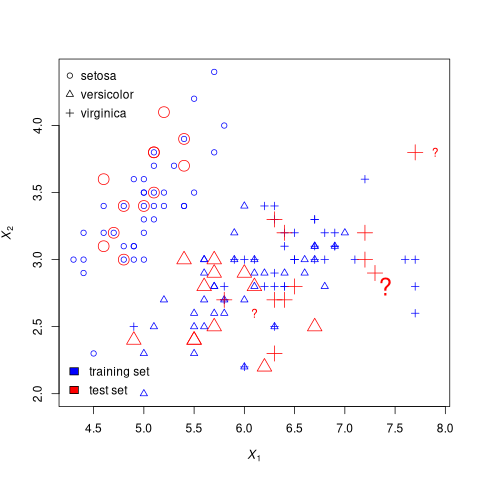 setosa
versicolor
virginica
?
?
?
training set
test set
X2
4.0
3.5
3.0
2.5
2.0
4.5 5.0 5.5 6.0 6.5 7.0 7.5 8.0
X1